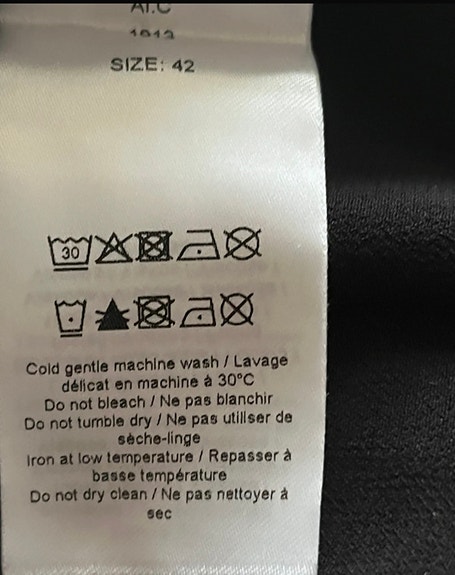 SIZE: 42
30
Cold gentle machine wash / Lavage
délicat en machine à 30°C
Do not bleach / Ne pas blanchir
Do not tumble dry / Ne pas utiliser de
sèche-linge
Iron at low temperature / Repasser à
basse température
Do not dry clean / Ne pas nettoyer à
sec